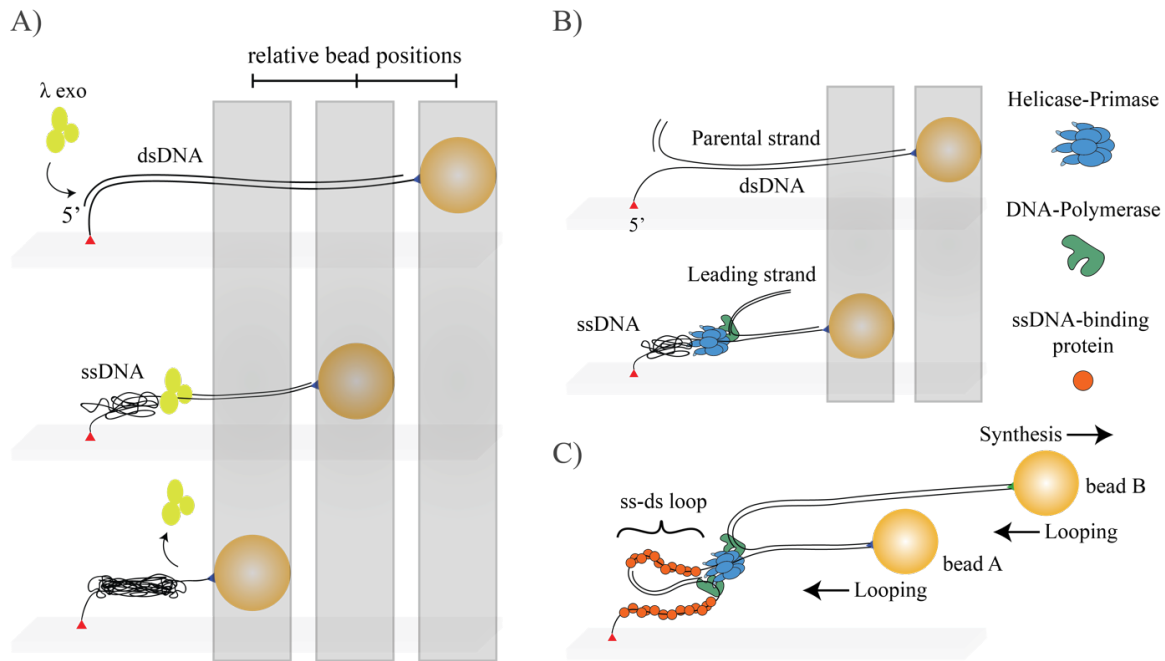 A)
relative bead positions
λ exo
dsDNA
5'
ssDNA
B)
Parental strand
dsDNA
5'
Leading strand
ssDNA
Helicase-Primase
DNA-Polymerase
ssDNA-binding
protein
C)
Synthesis
ss-ds loop
bead B
Looping
bead A
Looping